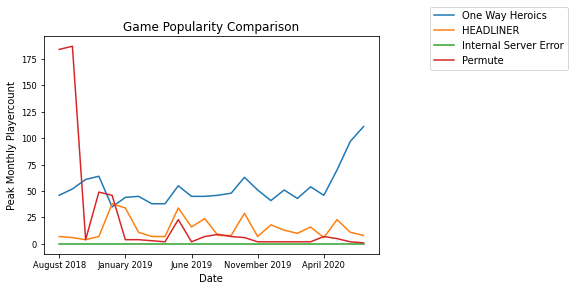 Game Popularity Comparison
One Way Heroics
HEADLINER
Internal Server Error
Permute
Peak Monthly Playercount
175
150
125
100
75
50
25
0
August 2018 January 2019 June 2019 November 2019 April 2020
Date